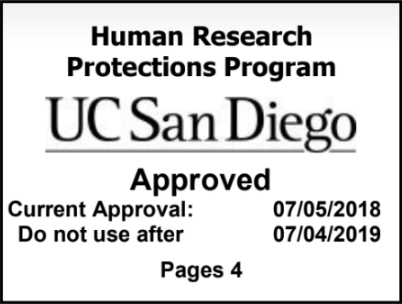 Human Research
Protections Program
UC San Diego
Approved
Current Approval: 07/05/2018
Do not use after 07/04/2019
Pages 4